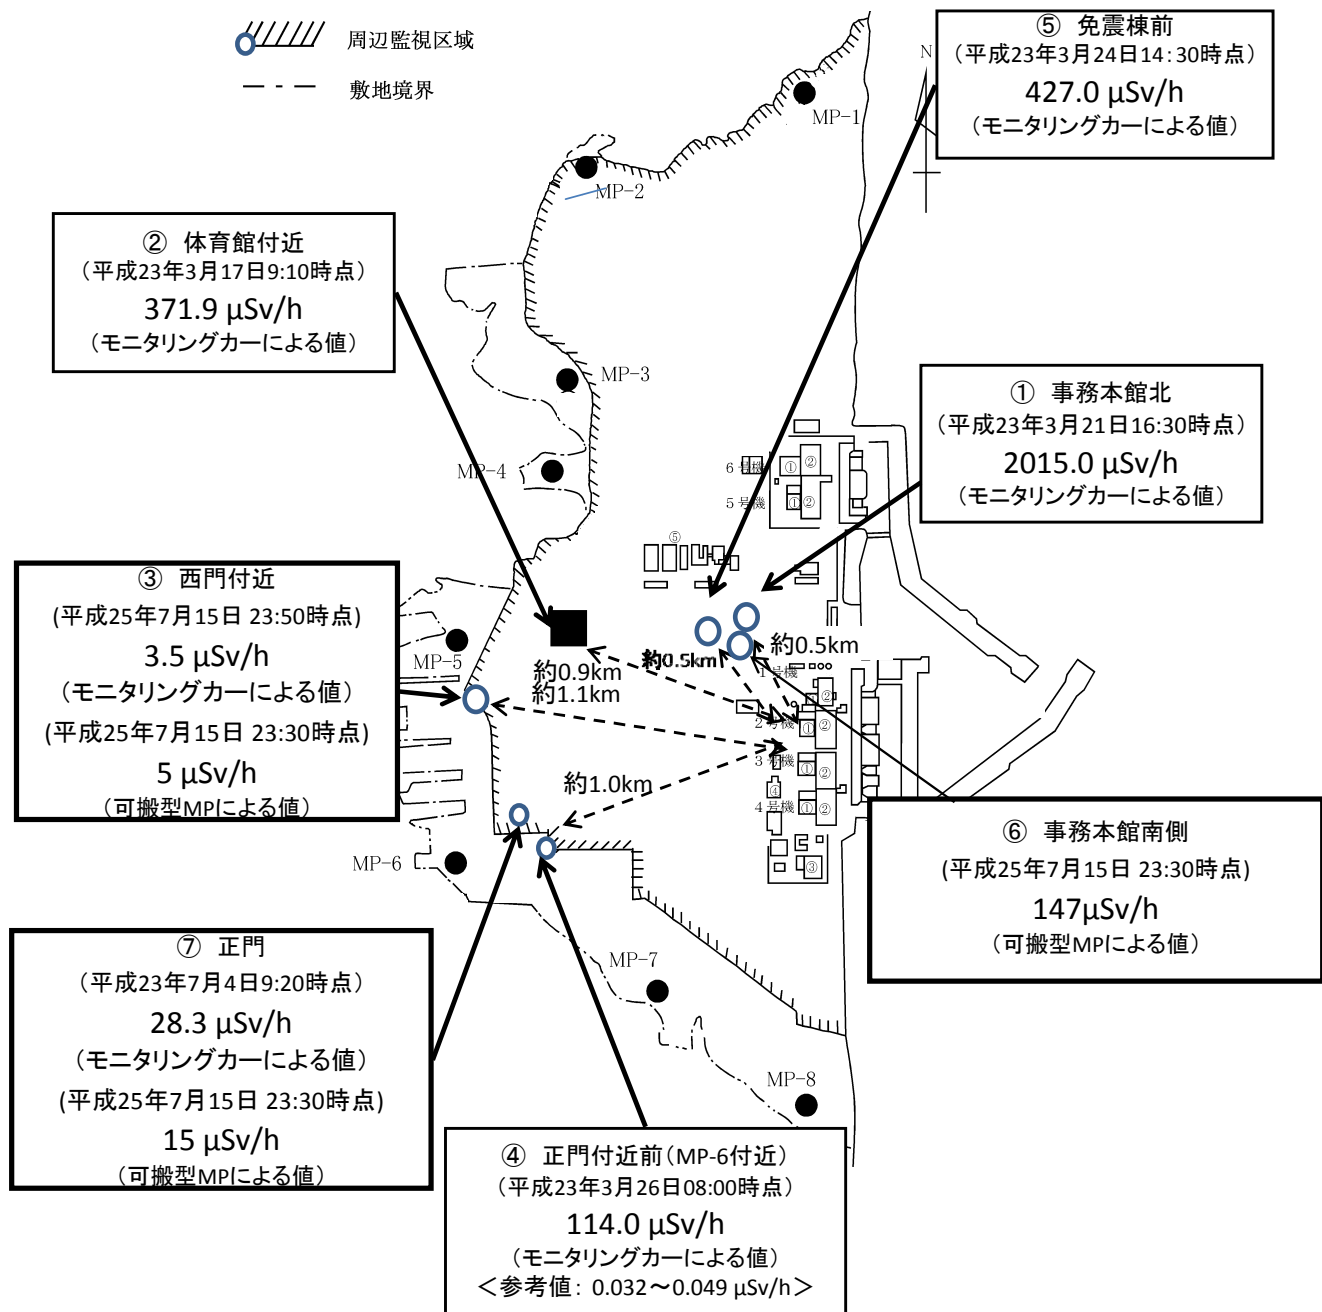 周辺監視区域
敷地境界
⑤ 免震棟前
(平成23年3月24日14:30時点)
427.0 μSv/h
(モニタリングカーによる値)
N
MP-1
MP-2
② 体育館付近
(平成23年3月17日9:10時点)
371.9 μSv/h
(モニタリングカーによる値)
MP-3
① 事務本館北
(平成23年3月21日16:30時点)
2015.0 μSv/h
(モニタリングカーによる値)
MP-4
6号機
① ②
5号機
① ②
⑤
③ 西門付近
(平成25年7月15日 23:50時点)
3.5 μSv/h
(モニタリングカーによる値)
(平成25年7月15日 23:30時点)
5 μSv/h
(可搬型MPによる値)
MP-5
約0.9km
約1.1km
約0.5km
約0.5km
1号機
②
2号機
① ②
3号機
① ②
④
4号機
① ②
③
約1.0km
MP-6
⑥ 事務本館南側
(平成25年7月15日 23:30時点)
147μSv/h
(可搬型MPによる値)
⑦ 正門
(平成23年7月4日9:20時点)
28.3 μSv/h
(モニタリングカーによる値)
(平成25年7月15日 23:30時点)
15 μSv/h
(可搬型MPによる値)
MP-7
MP-8
④ 正門付近前(MP-6付近)
(平成23年3月26日08:00時点)
114.0 μSv/h
(モニタリングカーによる値)
<参考値: 0.032～0.049 μSv/h>